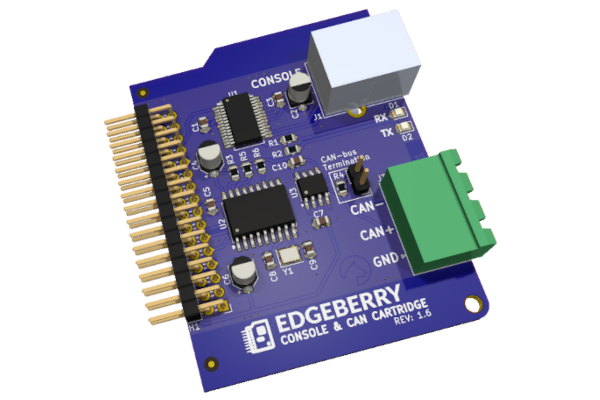 CONSOLE
U1
C3
J1
D1
RX
TX
D2
C1
R1
R2
C10
R3
R5
R6
CAN-bus
Termination
R4
C5
U3
U2
C7
CAN-
CAN+
GND
C8
Y1
C9
C6
H1
EDGEBERRY
CONSOLE & CAN CARTRIDGE
REV: 1.6